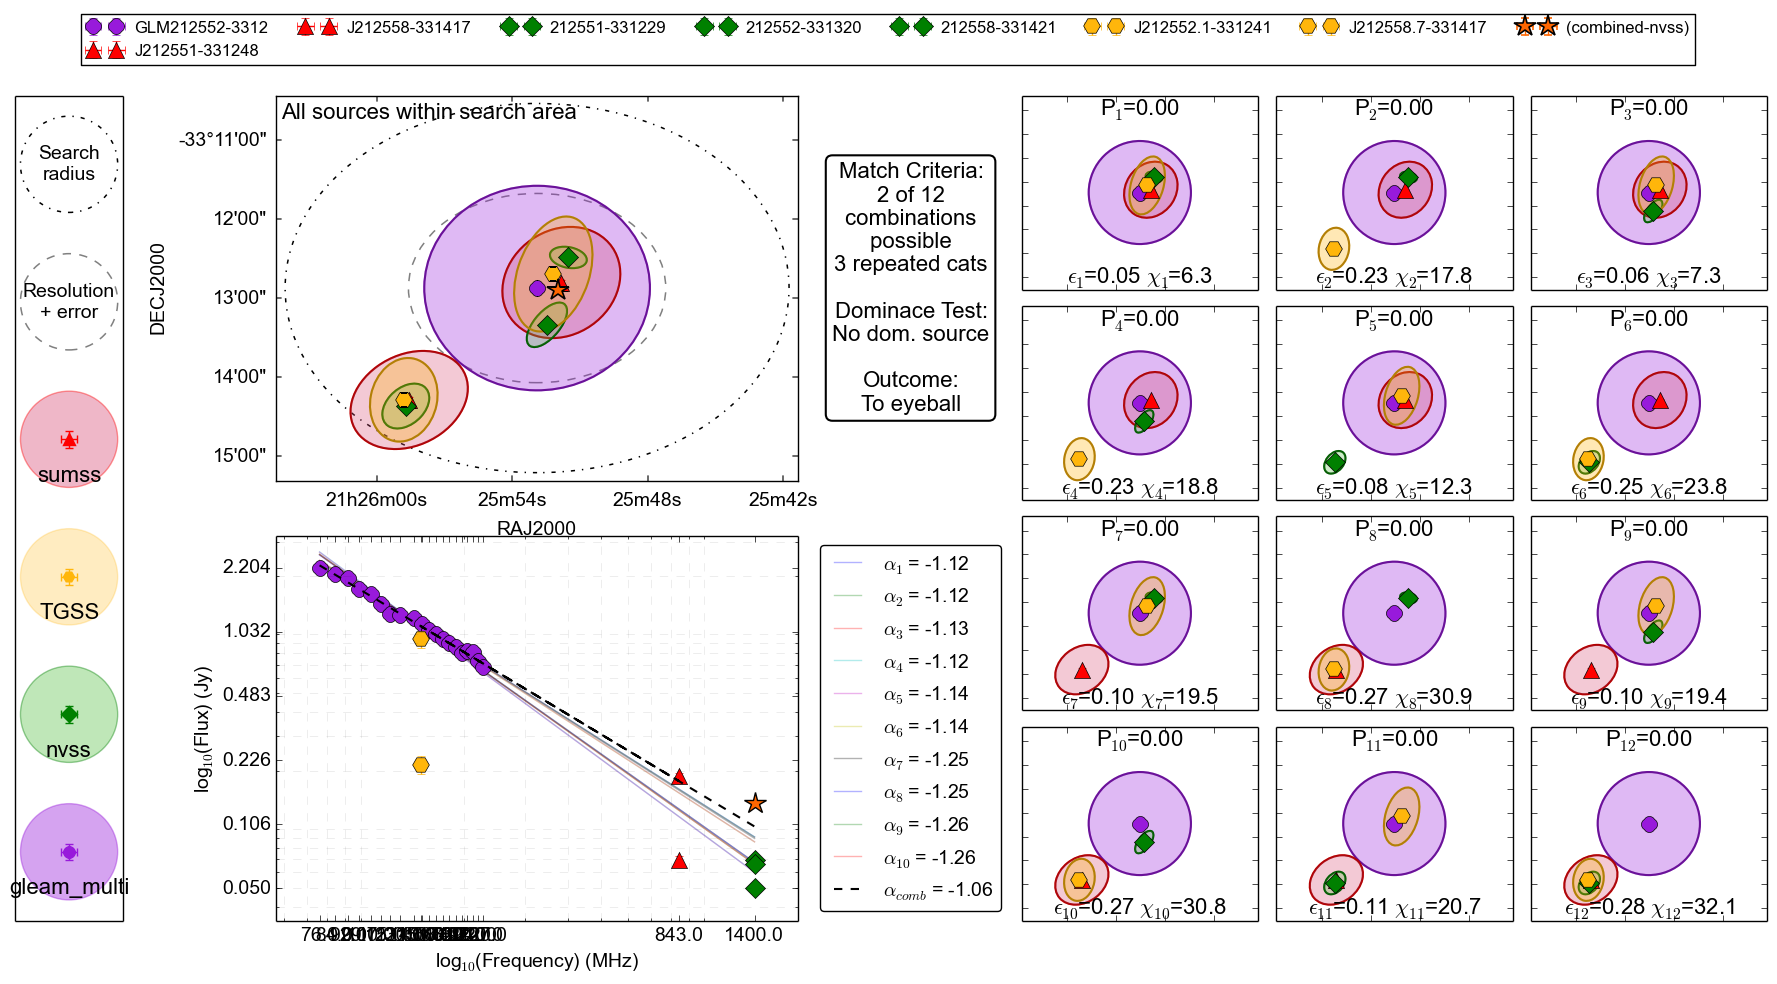 GLM212552-3312 J212558-331417 212551-331229 212552-331320 212558-331421 J212552.1-331241 J212558.7-331417 (combined-nvss)
J212551-331248
Search
radius
Resolution
+ error
sumss
TGSS
nvss
gleam_multi
All sources within search area
DECJ2000
-33°11'00"
12'00"
13'00"
14'00"
15'00"
21h26m00s 25m54s 25m48s 25m42s
RAJ2000
Match Criteria:
2 of 12
combinations
possible
3 repeated cats
Dominace Test:
No dom. source
Outcome:
To eyeball
log10(Flux) (Jy)
2.204
1.032
0.483
0.226
0.106
0.050
843.0 1400.0
log10(Frequency) (MHz)
α1 = -1.12
α2 = -1.12
α3 = -1.13
α4 = -1.12
α5 = -1.14
α6 = -1.14
α7 = -1.25
α8 = -1.25
α9 = -1.26
α10 = -1.26
αcomb = -1.06
P1=0.00 P2=0.00 P3=0.00
ϵ1=0.05 χ1=6.3 ϵ2=0.23 χ2=17.8 ϵ3=0.06 χ3=7.3
P4=0.00 P5=0.00 P6=0.00
ϵ4=0.23 χ4=18.8 ϵ5=0.08 χ5=12.3 ϵ6=0.25 χ6=23.8
P7=0.00 P8=0.00 P9=0.00
ϵ7=0.10 χ7=19.5 ϵ8=0.27 χ8=30.9 ϵ9=0.10 χ9=19.4
P10=0.00 P11=0.00 P12=0.00
ϵ10=0.27 χ10=30.8 ϵ11=0.11 χ11=20.7 ϵ12=0.28 χ12=32.1